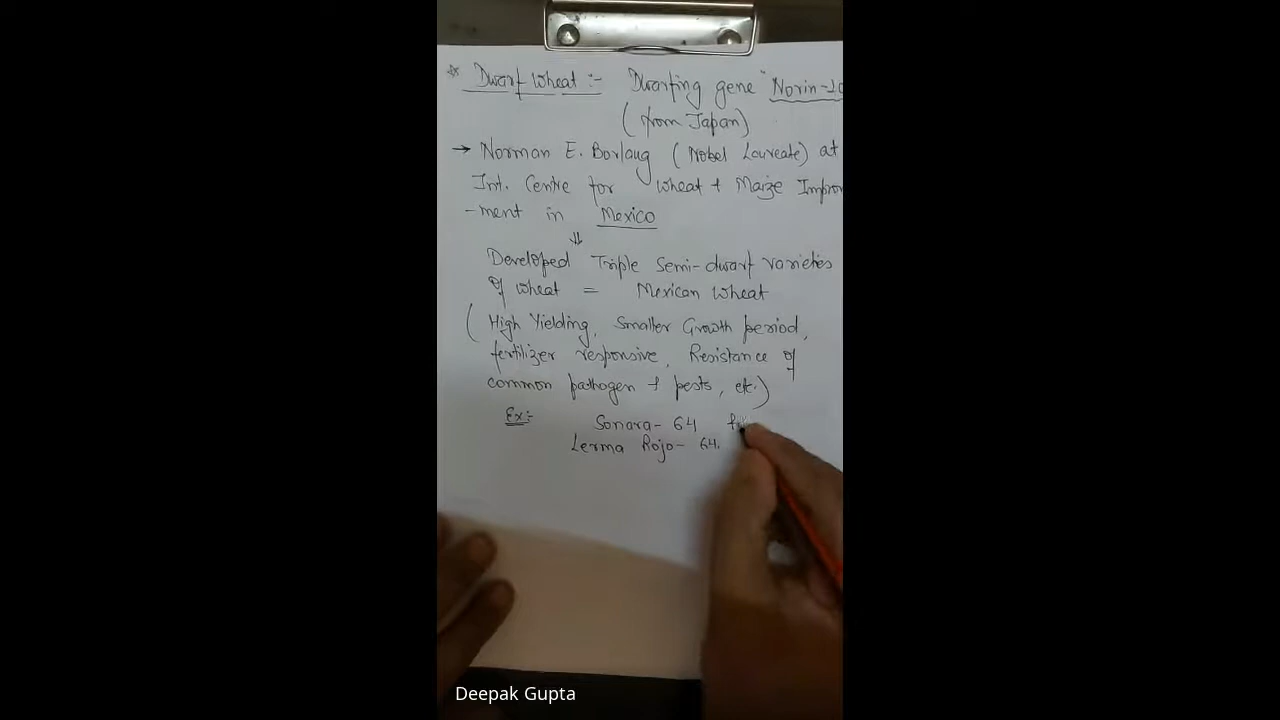 ☆ Dwarf Wheat :- Dwarfing gene "Norin-10
(from Japan)
→ Norman E. Borlaug (Nobel Laureate) at
Int. Centre for wheat + Maize Improv
-ment in Mexico
⇓
Developed Triple Semi-dwarf varieties
of wheat = Mexican wheat
(High Yielding, Smaller Growth period,
fertilizer responsive, Resistance of
common pathogen + pests, etc.)
Ex:- Sonara-64
Lerma Rojo-64.
Deepak Gupta